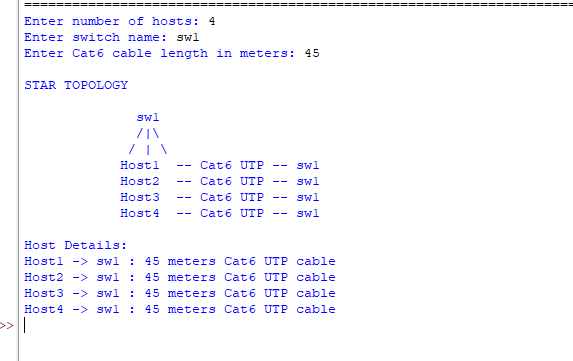 ================================================================================
Enter number of hosts: 4
Enter switch name: sw1
Enter Cat6 cable length in meters: 45

STAR TOPOLOGY

              sw1
              /|\
             / | \
            Host1  -- Cat6 UTP -- sw1
            Host2  -- Cat6 UTP -- sw1
            Host3  -- Cat6 UTP -- sw1
            Host4  -- Cat6 UTP -- sw1

Host Details:
Host1 -> sw1 : 45 meters Cat6 UTP cable
Host2 -> sw1 : 45 meters Cat6 UTP cable
Host3 -> sw1 : 45 meters Cat6 UTP cable
Host4 -> sw1 : 45 meters Cat6 UTP cable
>>